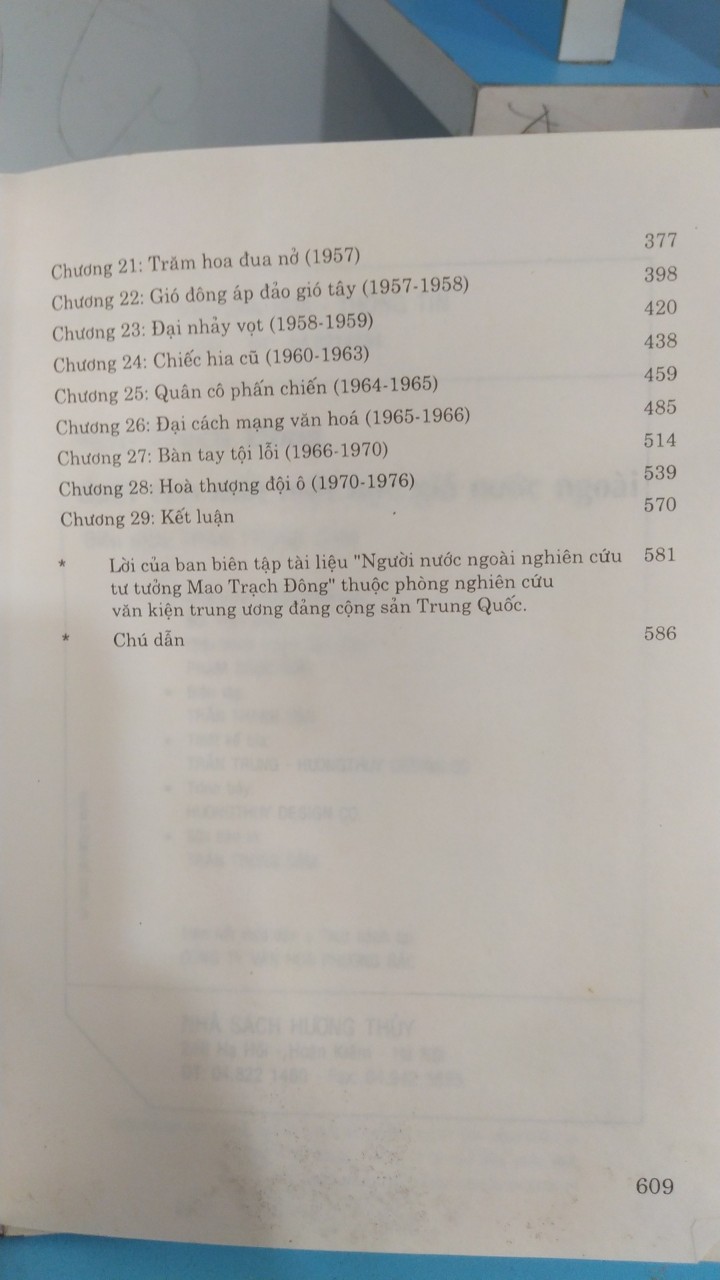 Chương 21: Trăm hoa đua nở (1957) 377
Chương 22: Gió đông áp đảo gió tây (1957-1958) 398
Chương 23: Đại nhảy vọt (1958-1959) 420
Chương 24: Chiếc hia cũ (1960-1963) 438
Chương 25: Quân cô phấn chiến (1964-1965) 459
Chương 26: Đại cách mạng văn hoá (1965-1966) 485
Chương 27: Bàn tay tội lỗi (1966-1970) 514
Chương 28: Hoà thượng đội ô (1970-1976) 539
Chương 29: Kết luận 570
* Lời của ban biên tập tài liệu "Người nước ngoài nghiên cứu 581
tư tưởng Mao Trạch Đông" thuộc phòng nghiên cứu
văn kiện trung ương đảng cộng sản Trung Quốc.
* Chú dẫn 586
NHÀ SÁCH HƯƠNG THỦY
609